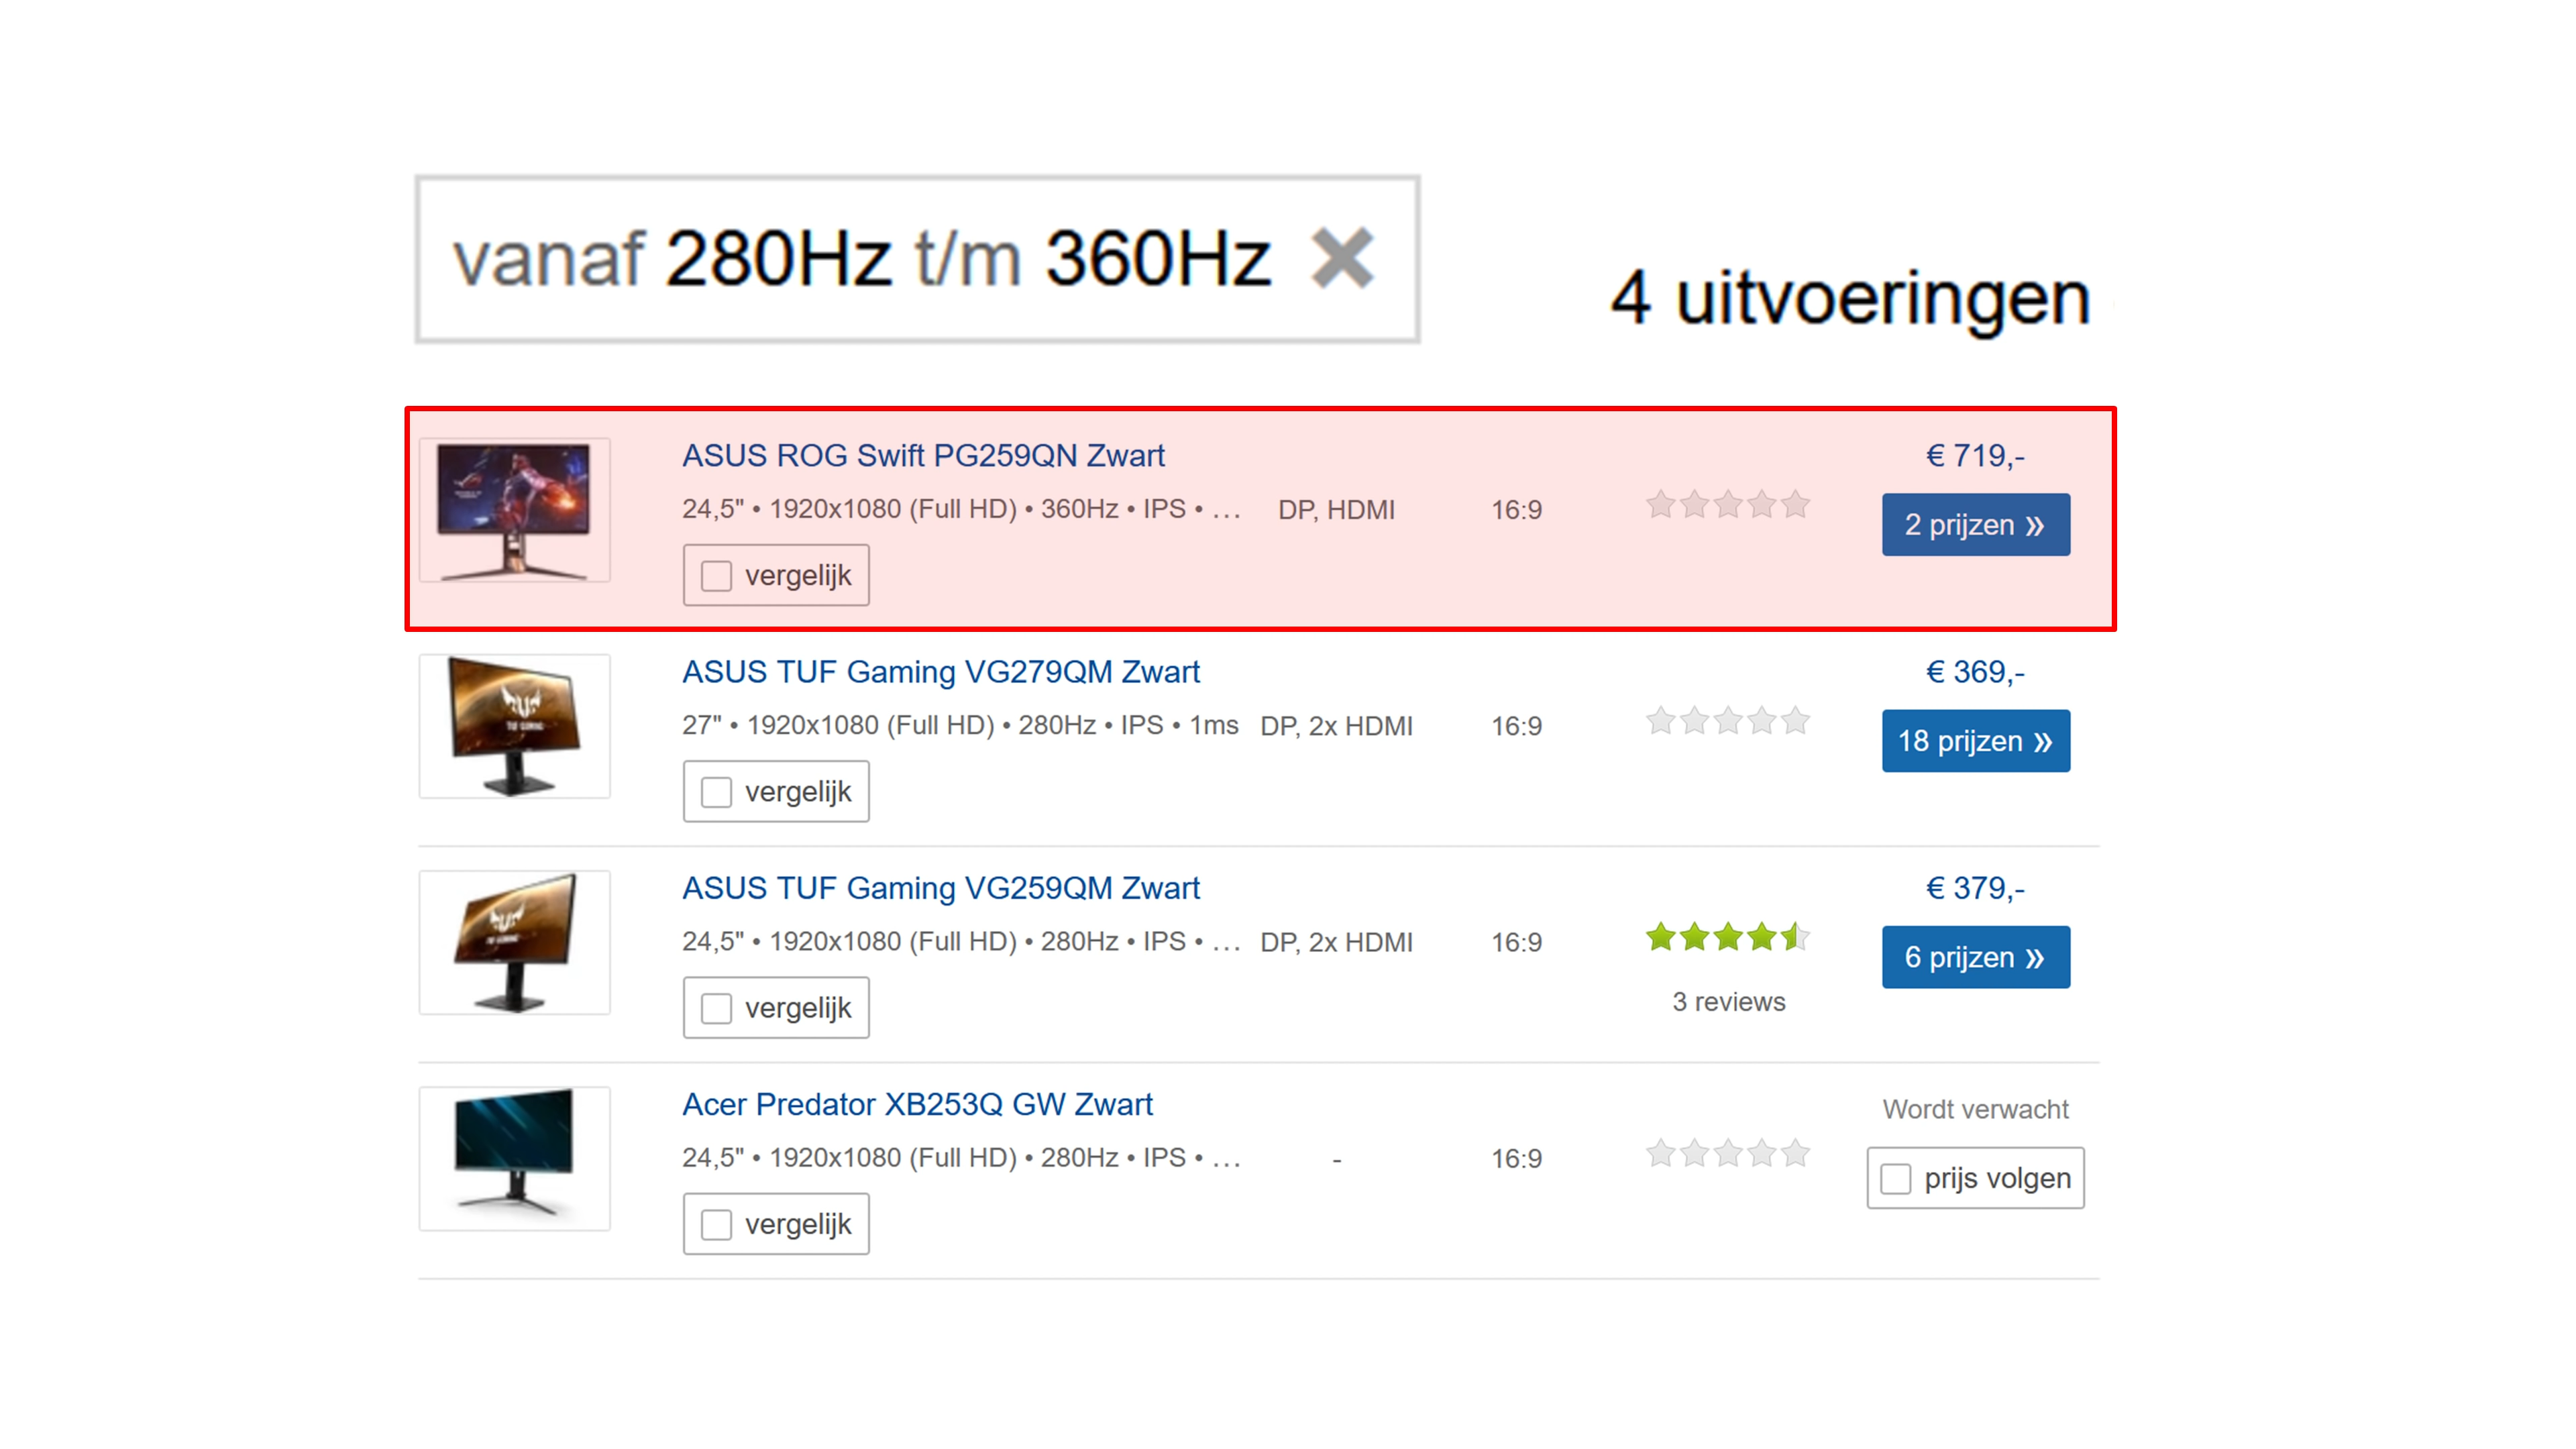 vanaf 280Hz t/m 360Hz ✕
4 uitvoeringen
ASUS ROG Swift PG259QN Zwart
€ 719,-
24,5" • 1920x1080 (Full HD) • 360Hz • IPS • ...
DP, HDMI
16:9
2 prijzen »
vergelijk
ASUS TUF Gaming VG279QM Zwart
€ 369,-
27" • 1920x1080 (Full HD) • 280Hz • IPS • 1ms
DP, 2x HDMI
16:9
18 prijzen »
vergelijk
ASUS TUF Gaming VG259QM Zwart
€ 379,-
24,5" • 1920x1080 (Full HD) • 280Hz • IPS • ...
DP, 2x HDMI
16:9
6 prijzen »
3 reviews
vergelijk
Acer Predator XB253Q GW Zwart
Wordt verwacht
24,5" • 1920x1080 (Full HD) • 280Hz • IPS • ...
-
16:9
prijs volgen
vergelijk